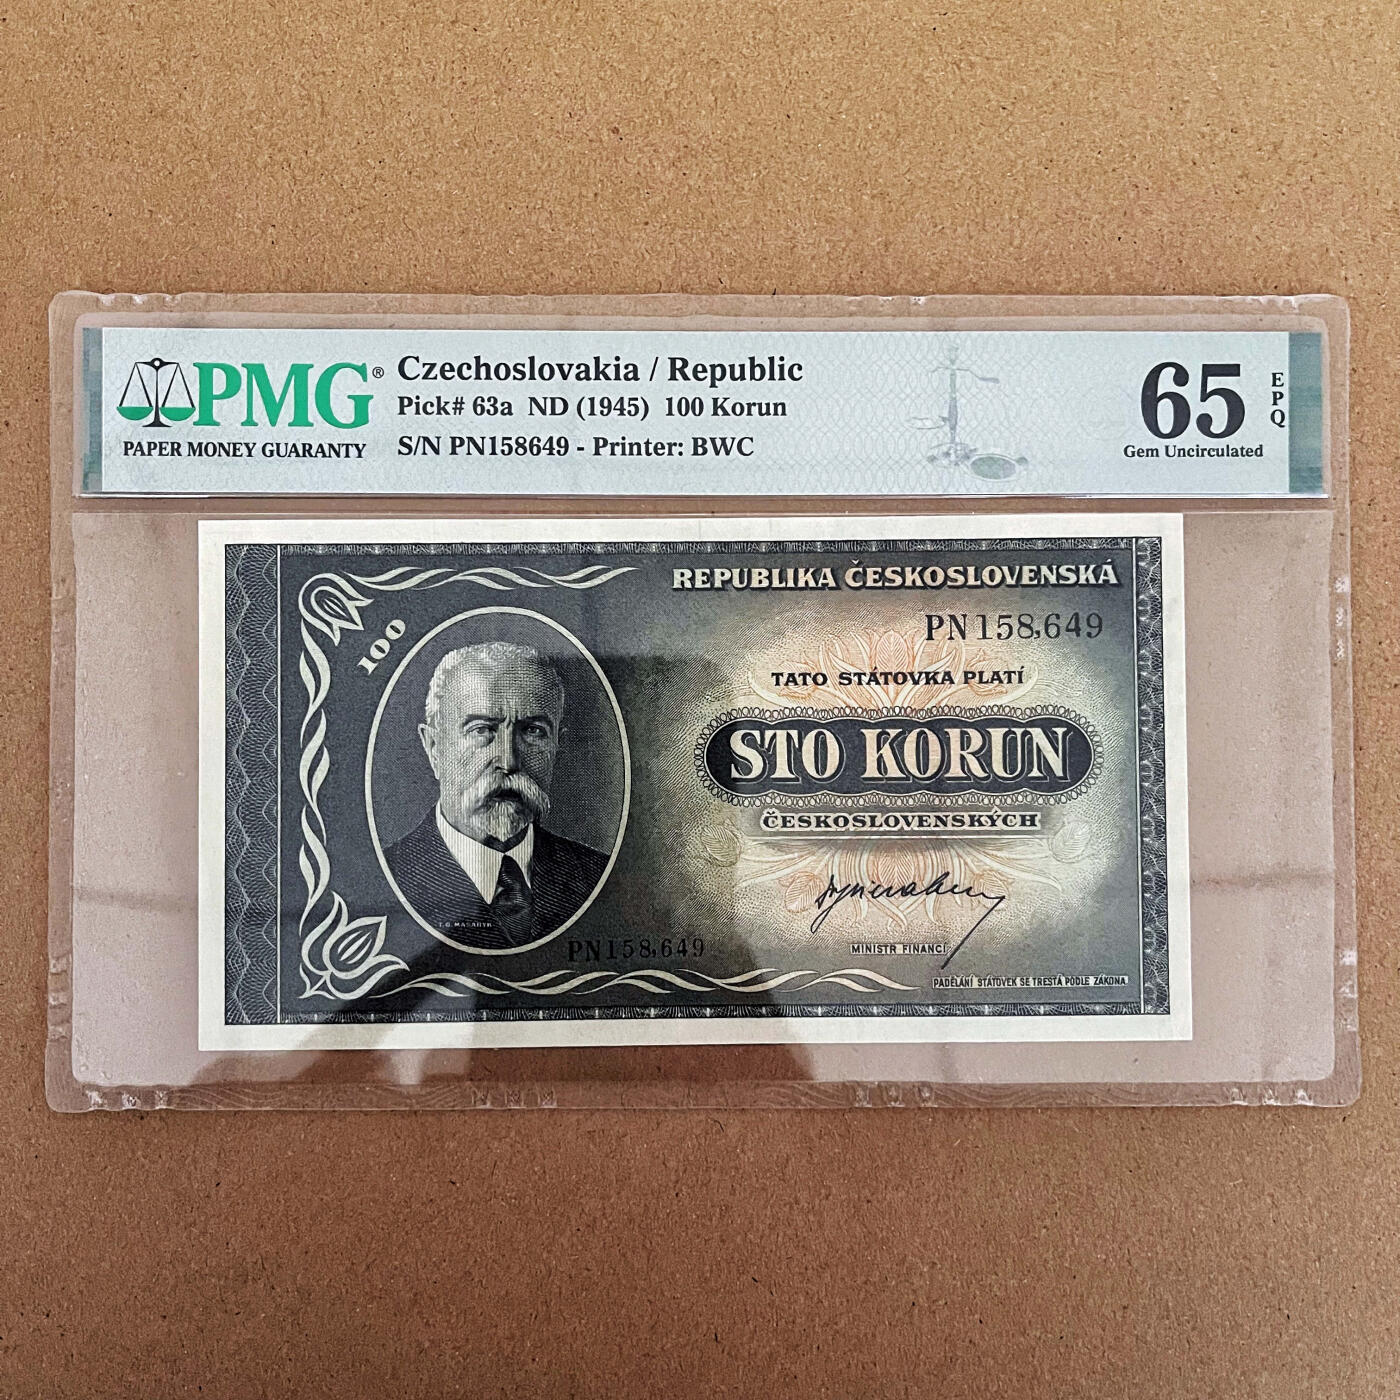 PMG®
PAPER MONEY GUARANTY
Czechoslovakia / Republic
Pick# 63a ND (1945) 100 Korun
S/N PN158649 - Printer: BWC
65
EPQ
Gem Uncirculated
REPUBLIKA ČESKOSLOVENSKÁ
100
PN158,649
TATO STÁTOVKA PLATÍ
STO KORUN
ČESKOSLOVENSKÝCH
T. G. MASARYK
PN158,649
MINISTR FINANCÍ
PADĚLÁNÍ STÁTOVEK SE TRESTÁ PODLE ZÁKONA